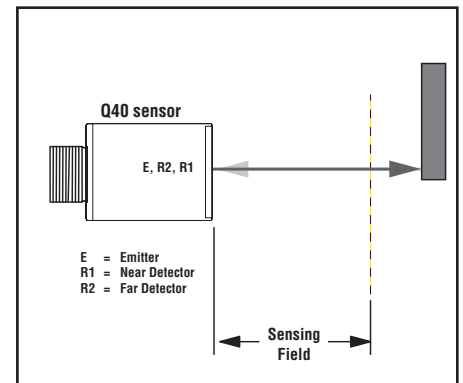 Q40 sensor
E, R2, R1
E = Emitter
R1 = Near Detector
R2 = Far Detector
Sensing
Field